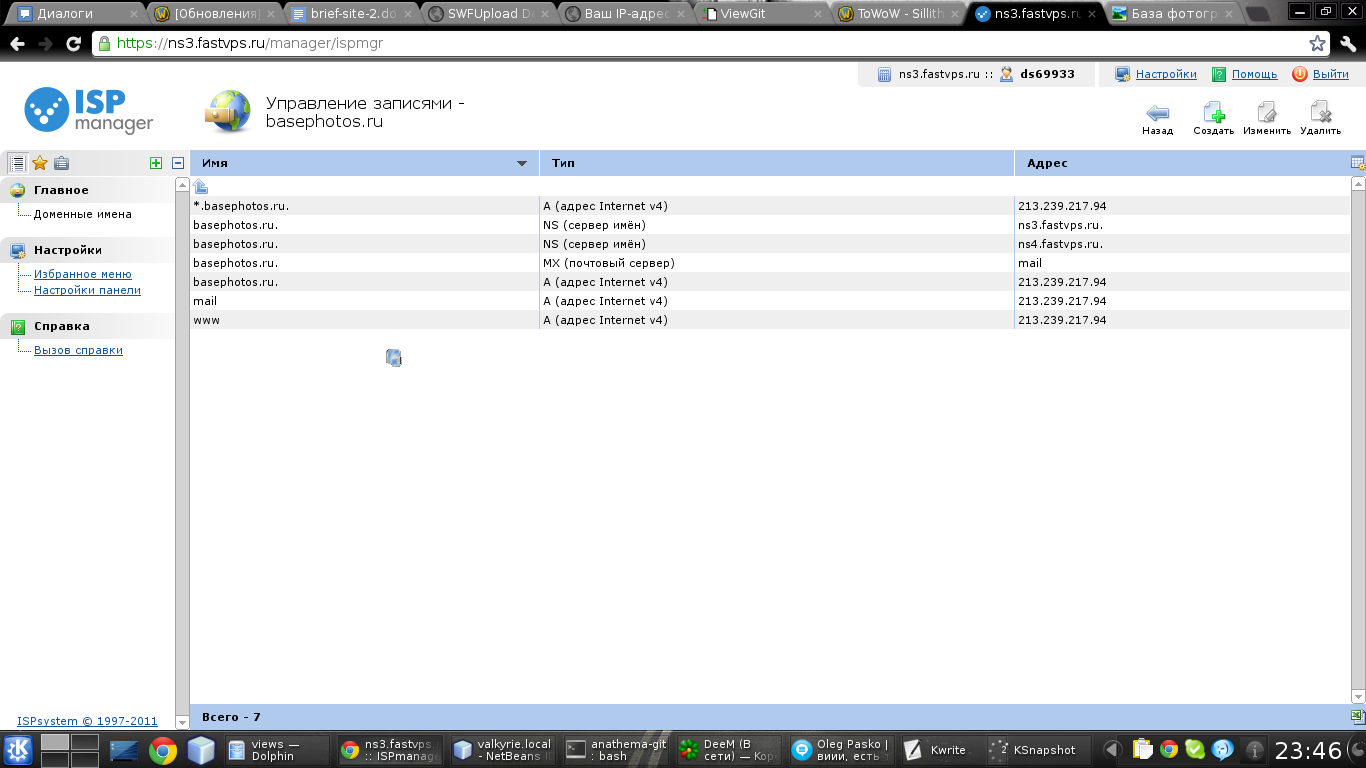 Диалоги
[Обновления]
brief-site-2.do
SWFUpload De
Ваш IP-адрес
ViewGit
ToWoW - Sillith
ns3.fastvps.ru
База фотогр
https://ns3.fastvps.ru/manager/ispmgr
ns3.fastvps.ru :: ds69933
Настройки
Помощь
Выйти
ISP
manager
Управление записями -
basephotos.ru
Назад
Создать
Изменить
Удалить
Имя Тип Адрес
Главное
Доменные имена
Настройки
Избранное меню
Настройки панели
Справка
Вызов справки
*.basephotos.ru. A (адрес Internet v4) 213.239.217.94
basephotos.ru. NS (сервер имён) ns3.fastvps.ru.
basephotos.ru. NS (сервер имён) ns4.fastvps.ru.
basephotos.ru. MX (почтовый сервер) mail
basephotos.ru. A (адрес Internet v4) 213.239.217.94
mail A (адрес Internet v4) 213.239.217.94
www A (адрес Internet v4) 213.239.217.94
ISPsystem © 1997-2011
Всего - 7
views —
Dolphin
ns3.fastvps.
:: ISPmanag
valkyrie.local
- NetBeans I
anathema-git
: bash
DeeM (В
сети) — Кор
Oleg Pasko |
виии, есть
Kwrite
KSnapshot
23:46